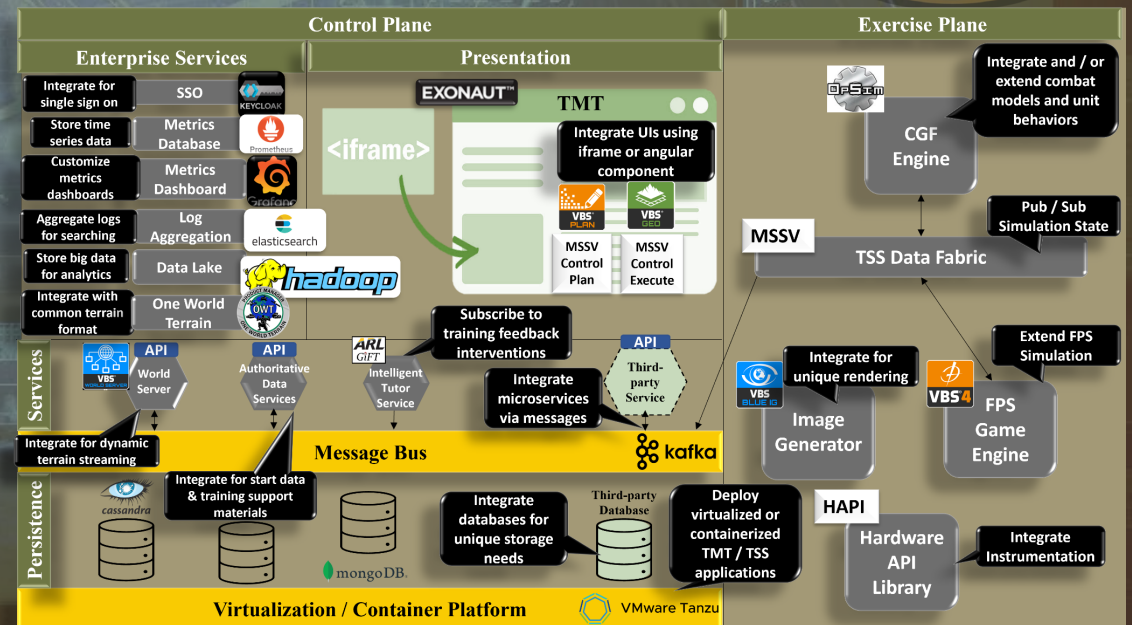 Control Plane
Exercise Plane
Enterprise Services
Presentation
Integrate for
single sign on
SSO
KEYCLOAK
Store time
series data
Metrics
Database
Prometheus
Customize
metrics
dashboards
Metrics
Dashboard
Grafana
Aggregate logs
for searching
Log
Aggregation
elasticsearch
Store big data
for analytics
Data Lake
hadoop
Integrate with
common terrain
format
One World
Terrain
PRODUCT MANAGER
OWT
ONE WORLD TERRAIN
EXONAUT™
TMT
<iframe>
Integrate UIs using
iframe or angular
component
VBS
PLAN
VBS
GEO
MSSV
Control
Plan
MSSV
Control
Execute
OpSim
CGF
Engine
Integrate and / or
extend combat
models and unit
behaviors
Pub / Sub
Simulation State
MSSV
TSS Data Fabric
Services
VBS
WORLD SERVER
API
World
Server
API
Authoritative
Data
Services
ARL
GIFT
Intelligent
Tutor
Service
Subscribe to
training feedback
interventions
Integrate
microservices
via messages
API
Third-
party
Service
Integrate for dynamic
terrain streaming
Message Bus
kafka
Integrate for
unique rendering
VBS
BLUE IG
Image
Generator
Extend FPS
Simulation
VBS4
FPS
Game
Engine
Persistence
cassandra
Integrate for start data
& training support
materials
mongoDB.
Integrate
databases for
unique storage
needs
Third-party
Database
Deploy
virtualized or
containerized
TMT / TSS
applications
HAPI
Hardware
API
Library
Integrate
Instrumentation
Virtualization / Container Platform
VMware Tanzu